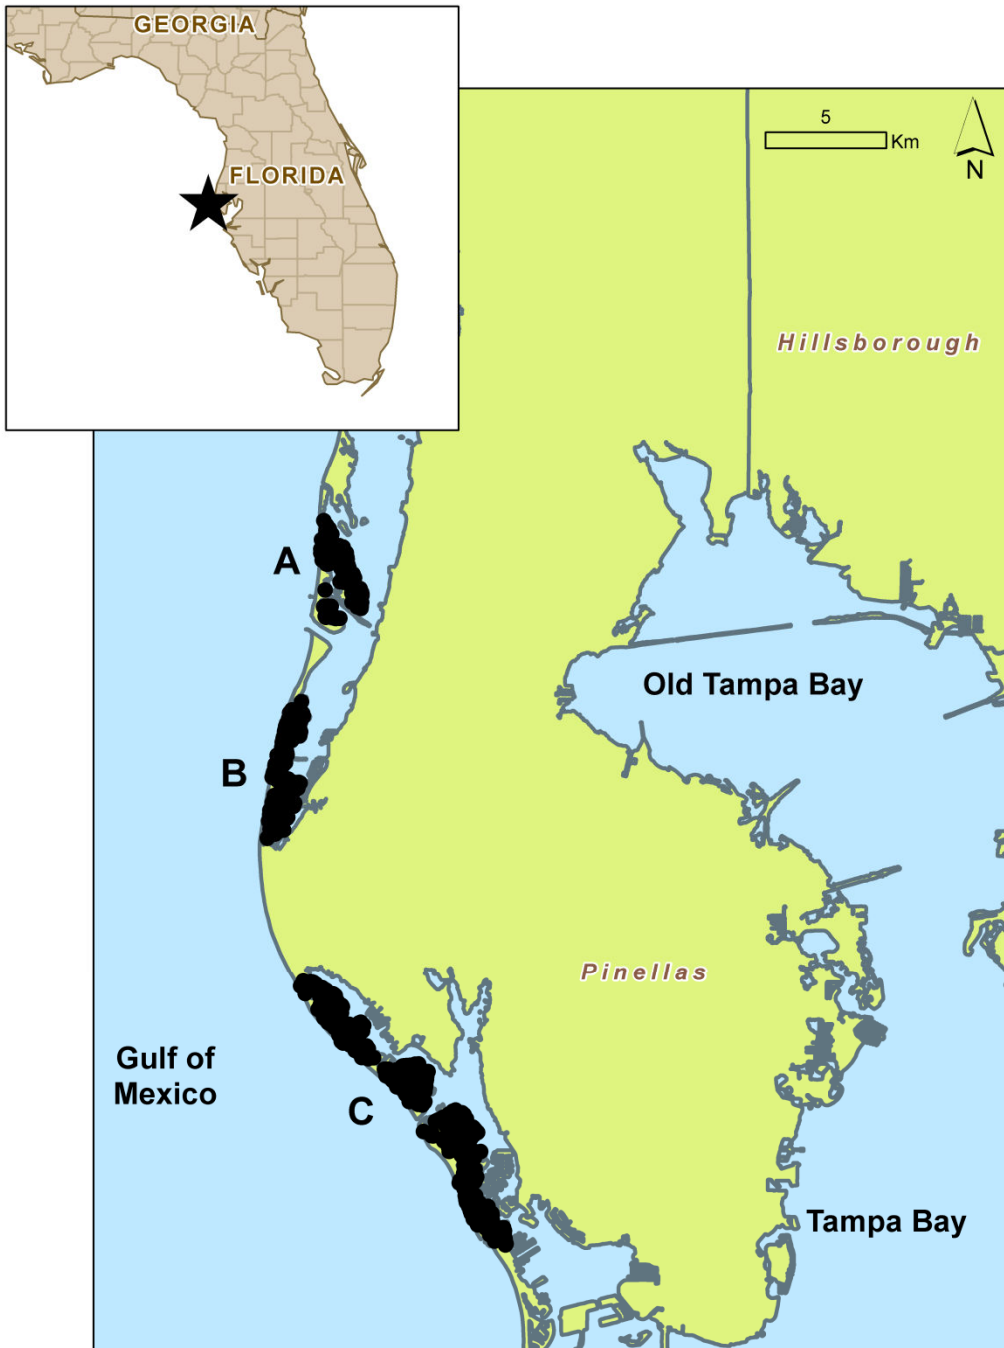 GEORGIA
FLORIDA
5
Km
N
Hillsborough
A
Old Tampa Bay
B
Pinellas
Gulf of
Mexico
C
Tampa Bay